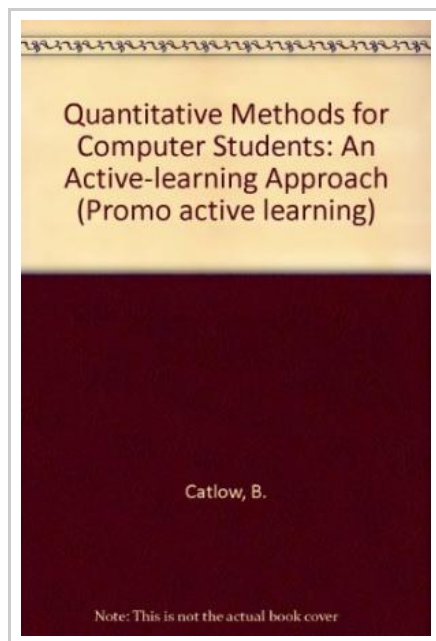 Quantitative Methods for
Computer Students: An
Active-learning Approach
(Promo active learning)
Catlow, B.
Note: This is not the actual book cover